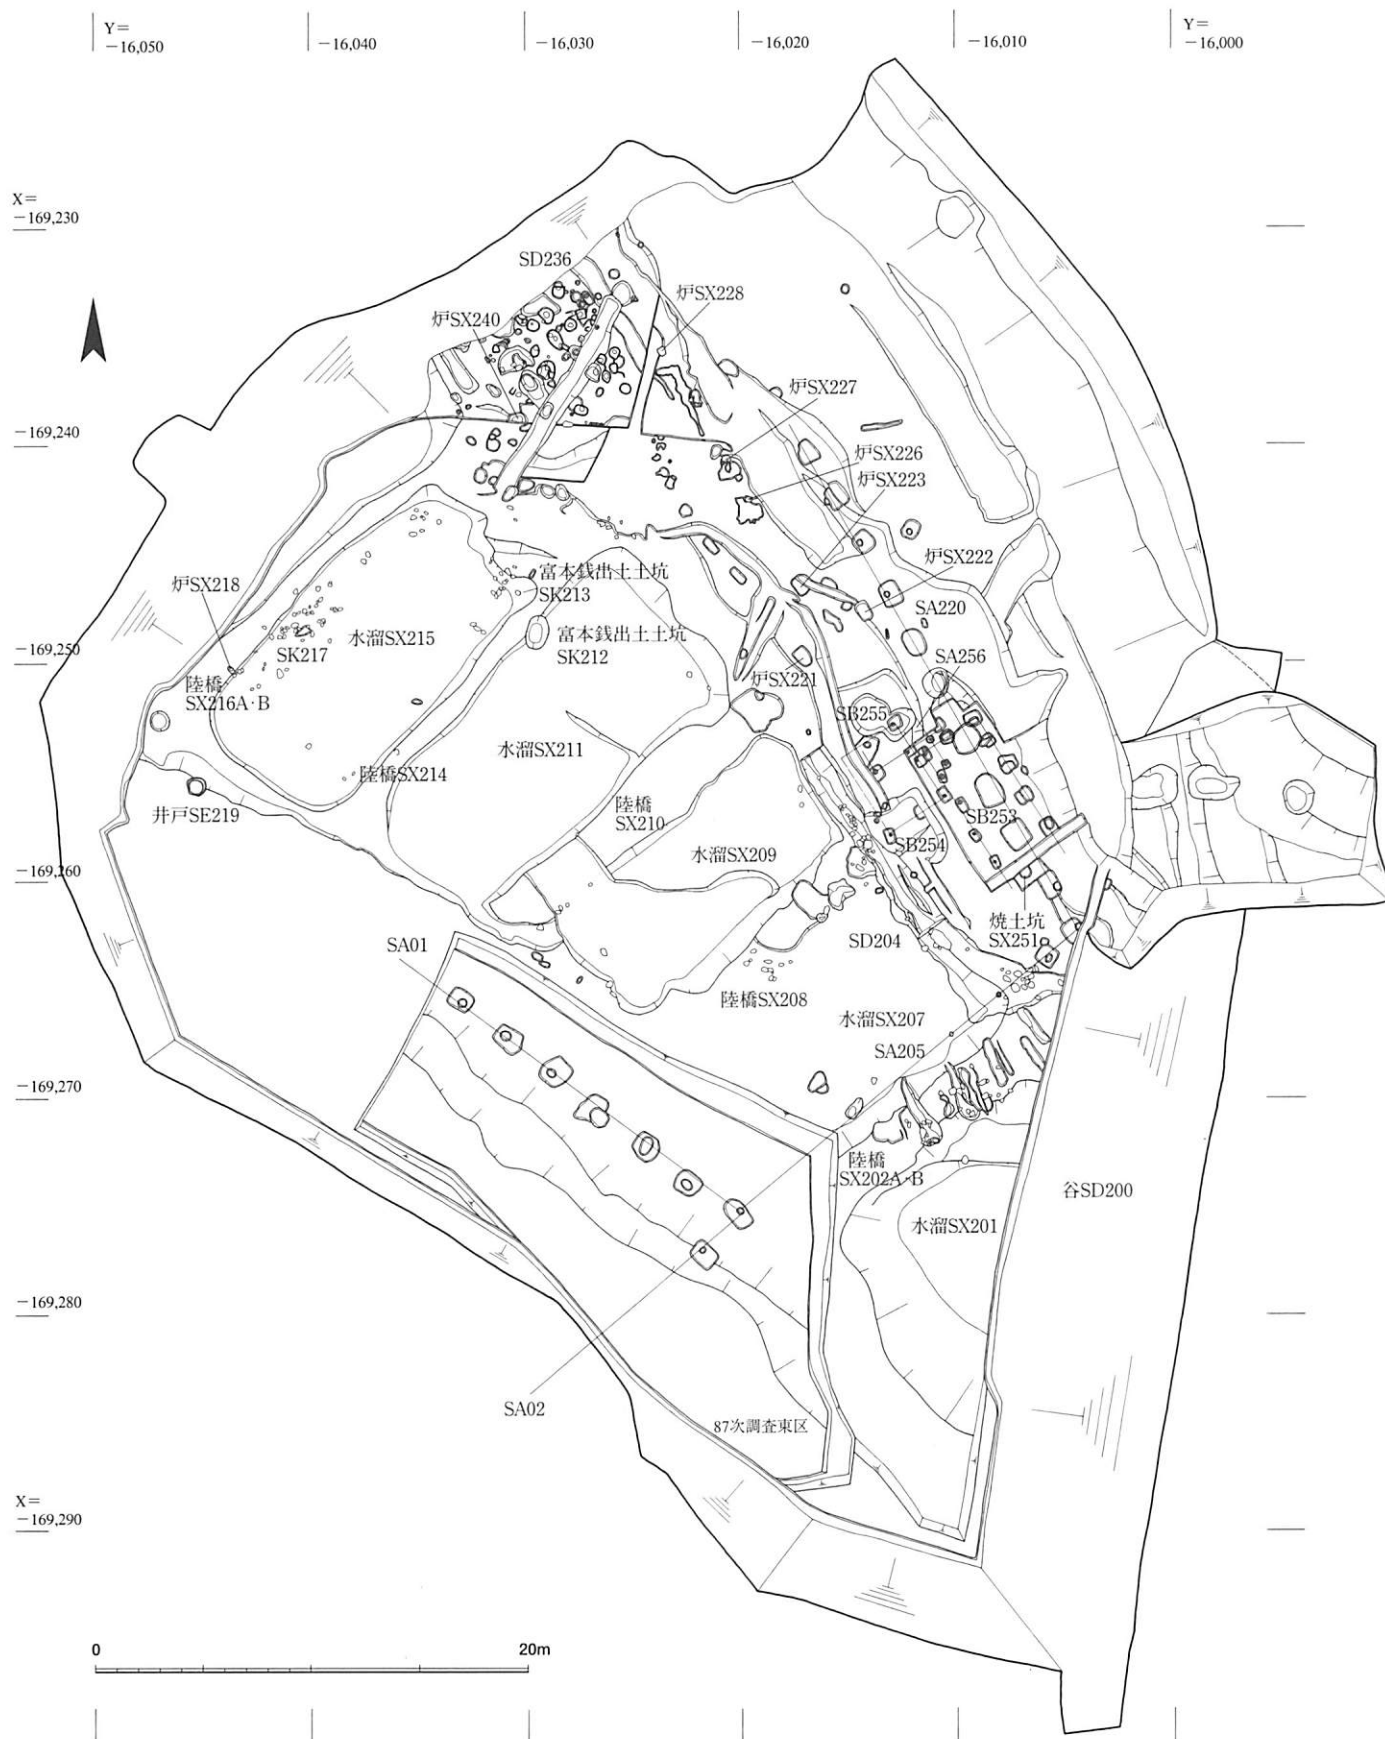 Y=
−16,050
−16,040
−16,030
−16,020
−16,010
Y=
−16,000
X=
−169,230
SD236
炉SX228
炉SX240
炉SX227
−169,240
炉SX226
炉SX223
炉SX222
富本銭出土土坑
SK213
炉SX218
SA220
水溜SX215
富本銭出土土坑
SK212
−169,250
SK217
SA256
炉SX221
陸橋
SX216A·B
SB255
水溜SX211
陸橋SX214
井戸SE219
陸橋
SX210
SB253
SB254
水溜SX209
−169,260
焼土坑
SX251
SD204
SA01
陸橋SX208
水溜SX207
SA205
−169,270
陸橋
SX202A·B
谷SD200
水溜SX201
−169,280
SA02
87次調査東区
X=
−169,290
0
20m